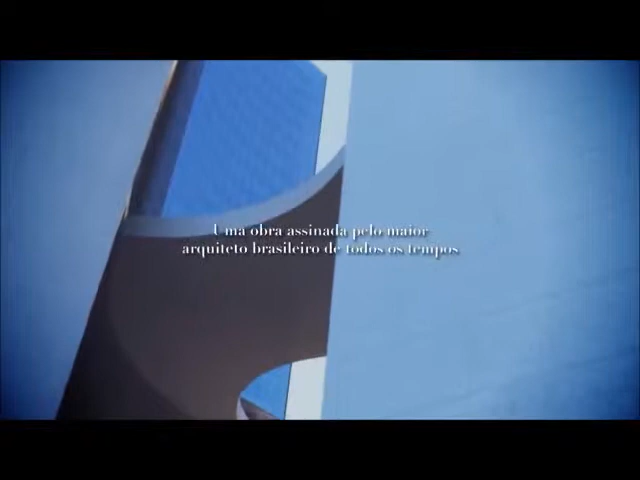 Uma obra assinada pelo maior
arquiteto brasileiro de todos os tempos